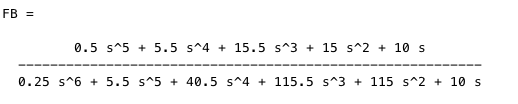 FB =
0.5 s^5 + 5.5 s^4 + 15.5 s^3 + 15 s^2 + 10 s
----------------------------------------------------------
0.25 s^6 + 5.5 s^5 + 40.5 s^4 + 115.5 s^3 + 115 s^2 + 10 s